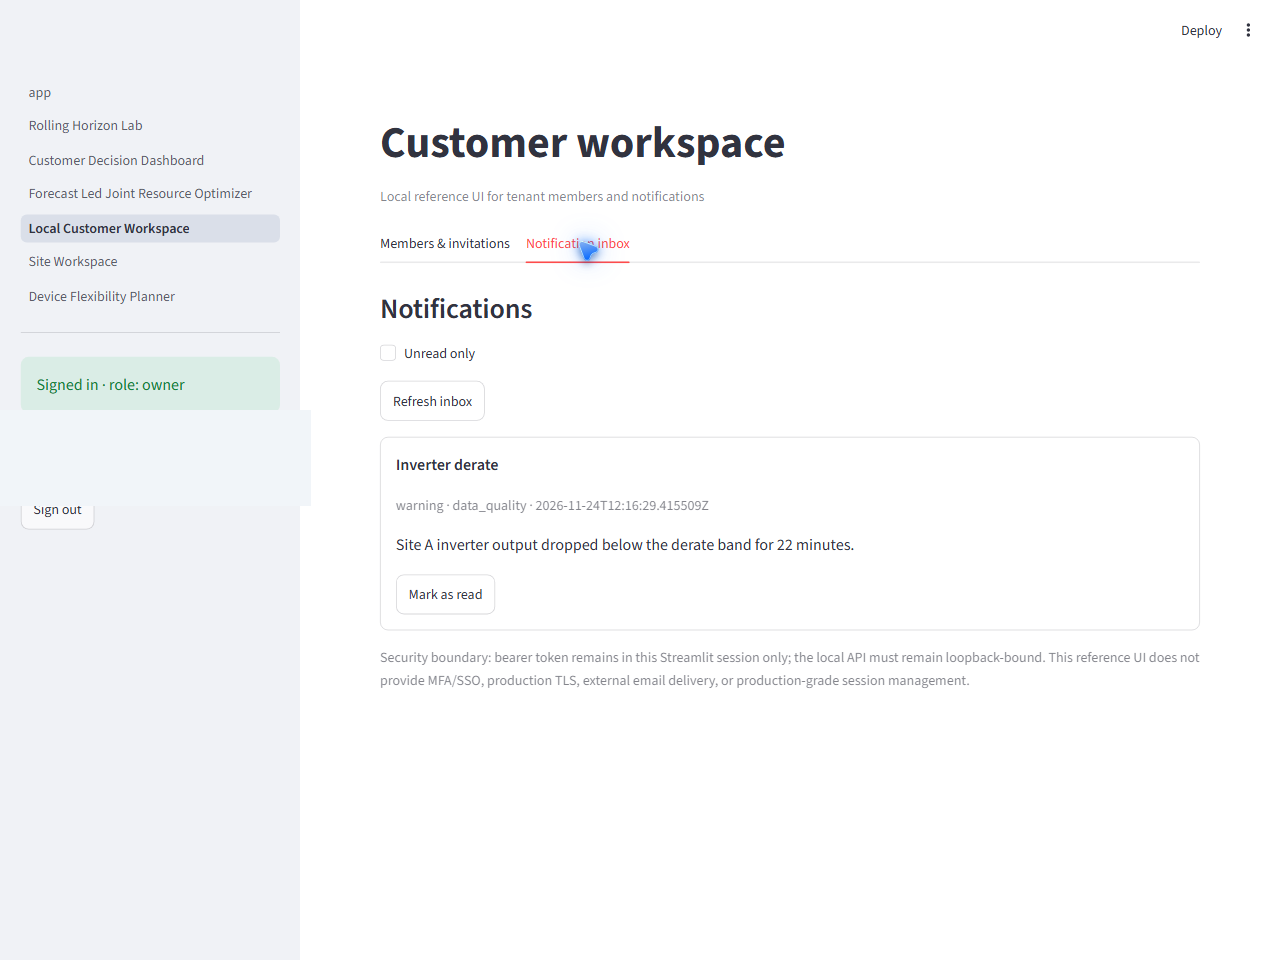 Deploy
app
Rolling Horizon Lab
Customer Decision Dashboard
Forecast Led Joint Resource Optimizer
Local Customer Workspace
Site Workspace
Device Flexibility Planner
Signed in · role: owner
Sign out
Customer workspace
Local reference UI for tenant members and notifications
Members & invitations
Notification inbox
Notifications
Unread only
Refresh inbox
Inverter derate
warning · data_quality · 2026-11-24T12:16:29.415509Z
Site A inverter output dropped below the derate band for 22 minutes.
Mark as read
Security boundary: bearer token remains in this Streamlit session only; the local API must remain loopback-bound. This reference UI does not
provide MFA/SSO, production TLS, external email delivery, or production-grade session management.